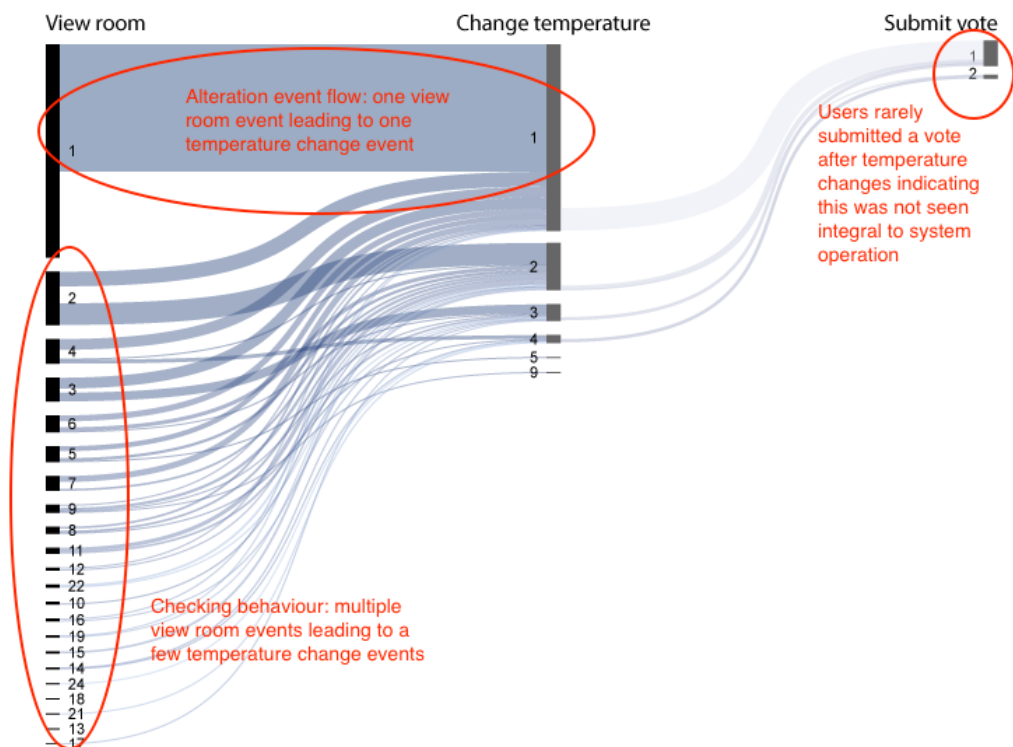 View room
Change temperature
Submit vote
Alteration event flow: one view
room event leading to one
temperature change event
1
1
1
2
Users rarely
submitted a vote
after temperature
changes indicating
this was not seen
integral to system
operation
2
2
3
4
4
5
3
9
6
5
7
9
8
11
12
22
10
16
19
15
14
24
18
21
13
17
Checking behaviour: multiple
view room events leading to a
few temperature change events